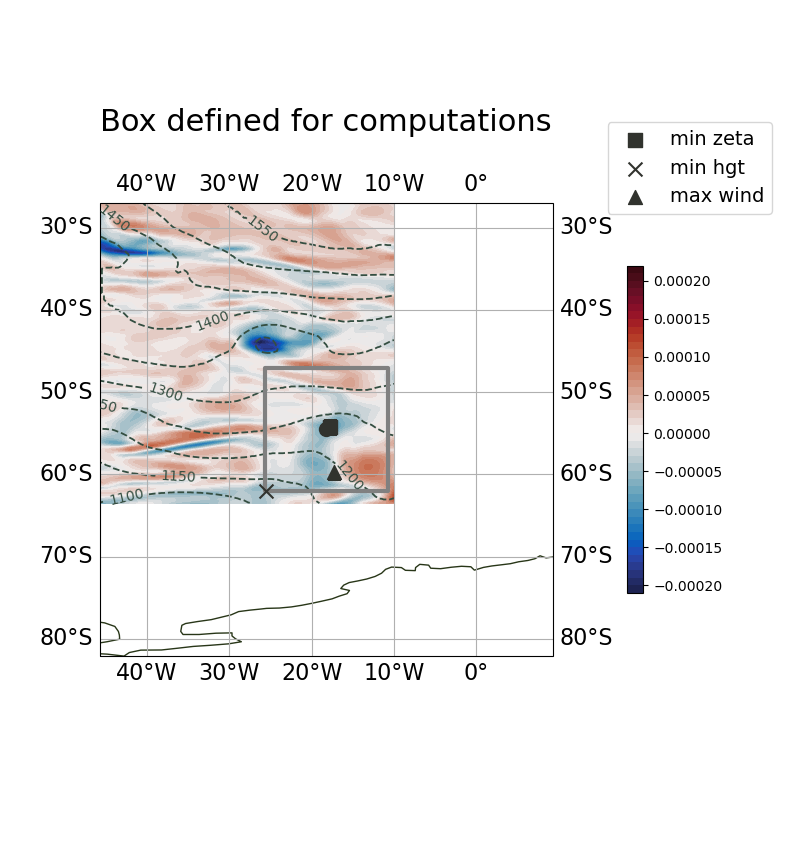 Box defined for computations
min zeta
min hgt
max wind
40°W 30°W 20°W 10°W 0°
30°S 30°S
40°S 40°S
50°S 50°S
60°S 60°S
70°S 70°S
80°S 80°S
40°W 30°W 20°W 10°W 0°
1450
1550
1400
1300
50
1150
1200
1100
0.00020
0.00015
0.00010
0.00005
0.00000
−0.00005
−0.00010
−0.00015
−0.00020